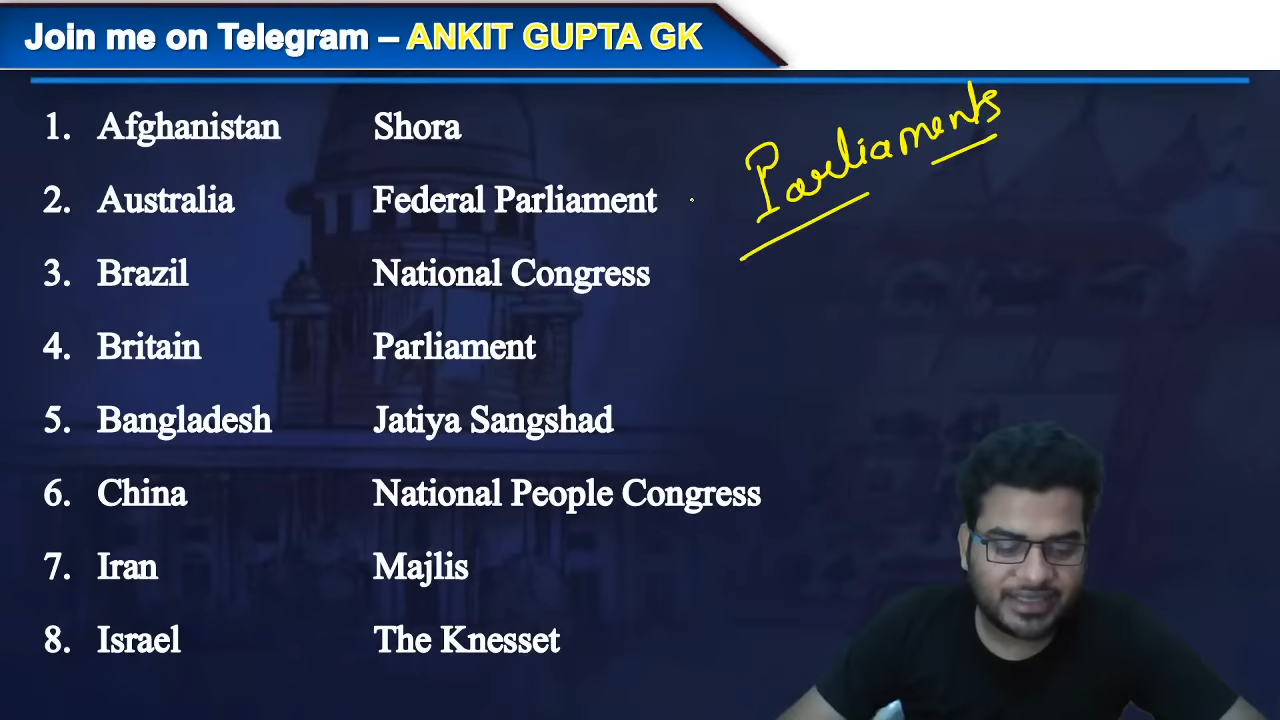 Join me on Telegram – ANKIT GUPTA GK
Parliaments
1. Afghanistan Shora
2. Australia Federal Parliament
3. Brazil National Congress
4. Britain Parliament
5. Bangladesh Jatiya Sangshad
6. China National People Congress
7. Iran Majlis
8. Israel The Knesset